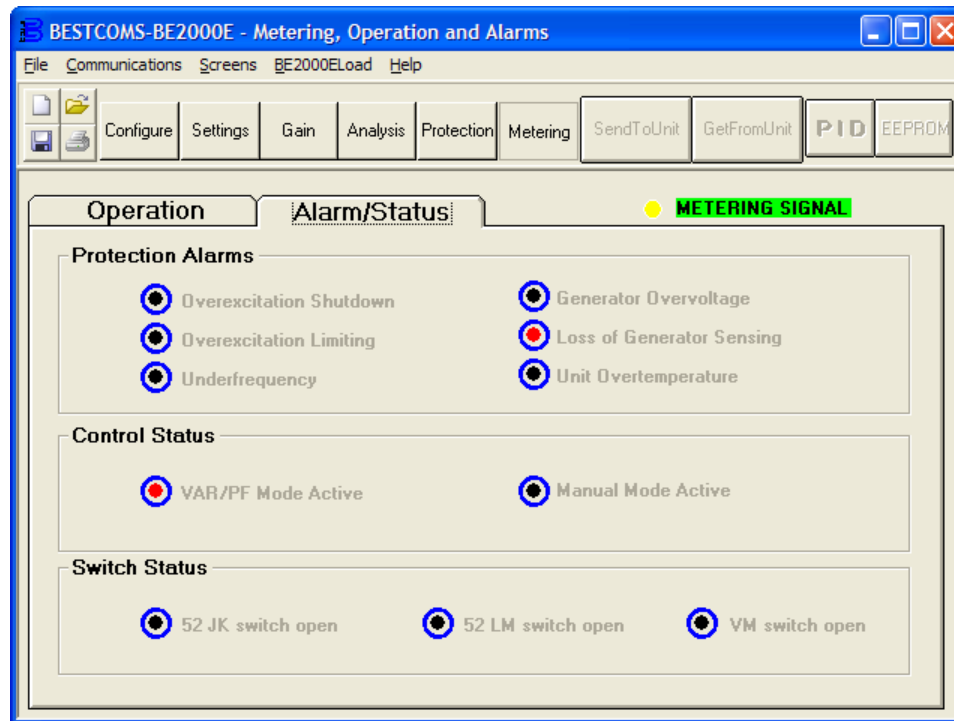 BESTCOMS-BE2000E - Metering, Operation and Alarms
File Communications Screens BE2000ELoad Help
Configure Settings Gain Analysis Protection Metering SendToUnit GetFromUnit PID EEPROM
Operation Alarm/Status METERING SIGNAL
Protection Alarms
Overexcitation Shutdown Generator Overvoltage
Overexcitation Limiting Loss of Generator Sensing
Underfrequency Unit Overtemperature
Control Status
VAR/PF Mode Active Manual Mode Active
Switch Status
52 JK switch open 52 LM switch open VM switch open